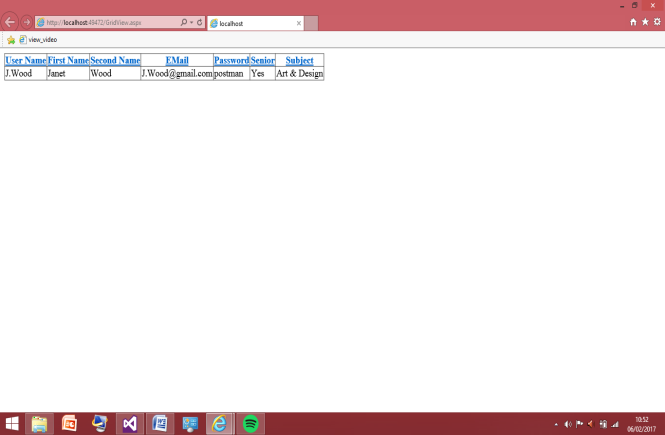 http://localhost:48472/GridView.aspx
localhost
view_video
User Name First Name Second Name EMail Password Senior Subject
J.Wood Janet Wood J.Wood@gmail.com postman Yes Art & Design
10:52
06/02/2017